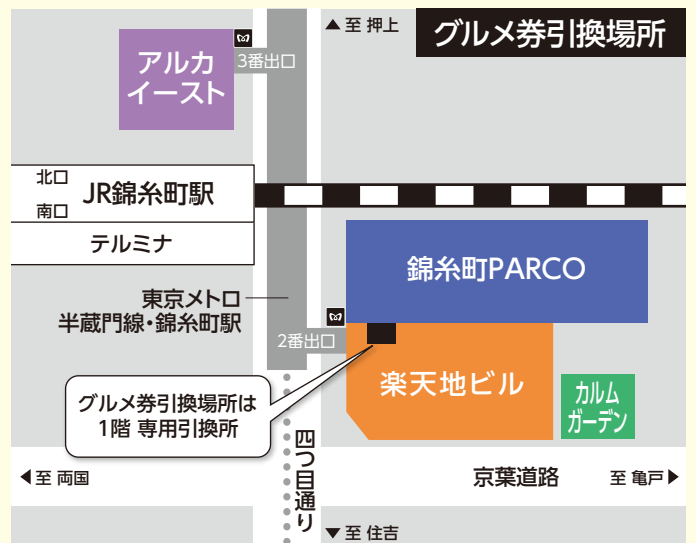 ▲至 押上
グルメ券引換場所
アルカ
イースト
3番出口
北口
JR錦糸町駅
南口
テルミナ
錦糸町PARCO
東京メトロ
半蔵門線・錦糸町駅
2番出口
楽天地ビル
カルム
ガーデン
グルメ券引換場所は
1階 専用引換所
四つ目通り
◀至 両国
京葉道路
至 亀戸▶
▼至 住吉